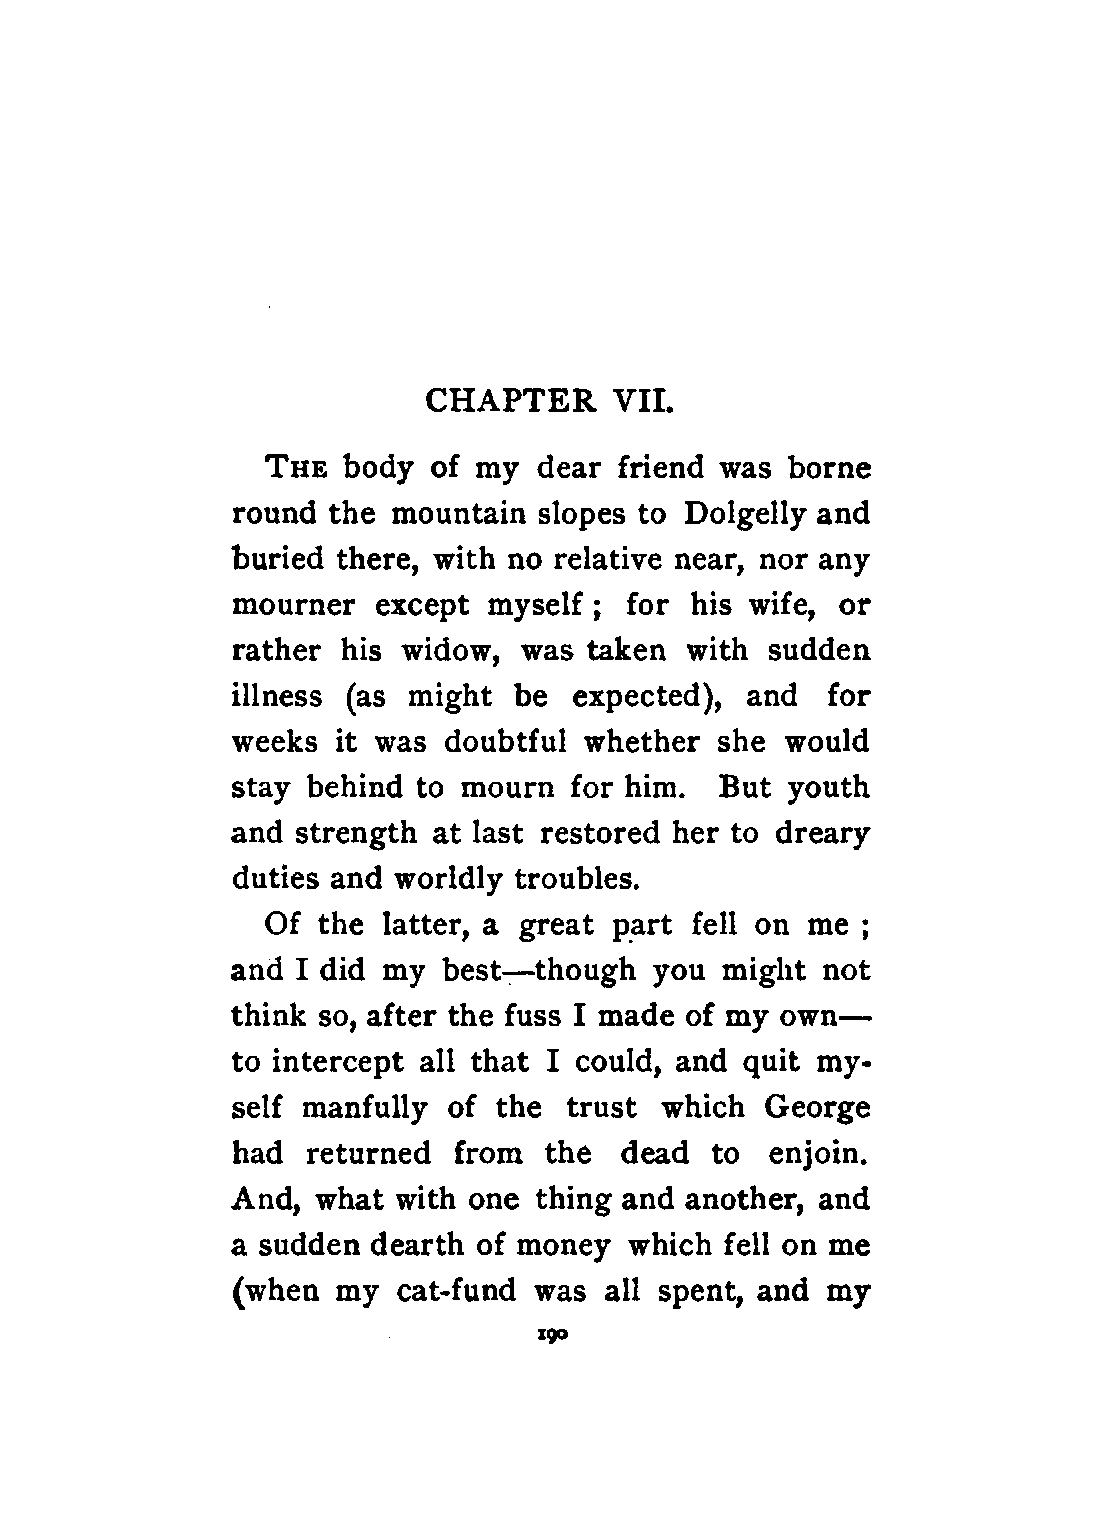 CHAPTER VII.
THE body of my dear friend was borne
round the mountain slopes to Dolgelly and
buried there, with no relative near, nor any
mourner except myself ; for his wife, or
rather his widow, was taken with sudden
illness (as might be expected), and for
weeks it was doubtful whether she would
stay behind to mourn for him. But youth
and strength at last restored her to dreary
duties and worldly troubles.
Of the latter, a great part fell on me ;
and I did my best—though you might not
think so, after the fuss I made of my own—
to intercept all that I could, and quit my-
self manfully of the trust which George
had returned from the dead to enjoin.
And, what with one thing and another, and
a sudden dearth of money which fell on me
(when my cat-fund was all spent, and my
190